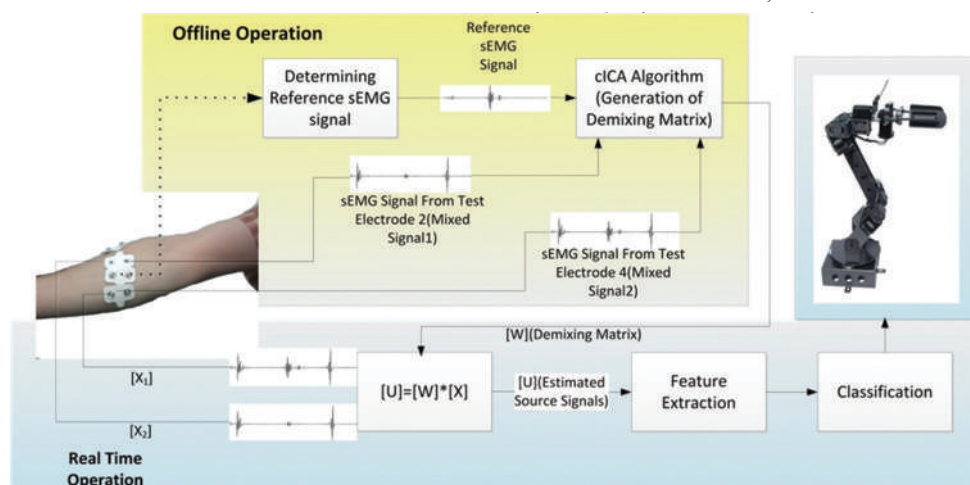 Offline Operation
Reference
sEMG
Signal
Determining
Reference sEMG
signal
cICA Algorithm
(Generation of
Demixing Matrix)
sEMG Signal From Test
Electrode 2(Mixed
Signal1)
sEMG Signal From Test
Electrode 4(Mixed
Signal2)
[W](Demixing Matrix)
[X₁]
[U]=[W]*[X]
[U](Estimated
Source Signals)
Feature
Extraction
Classification
[X₂]
Real Time
Operation